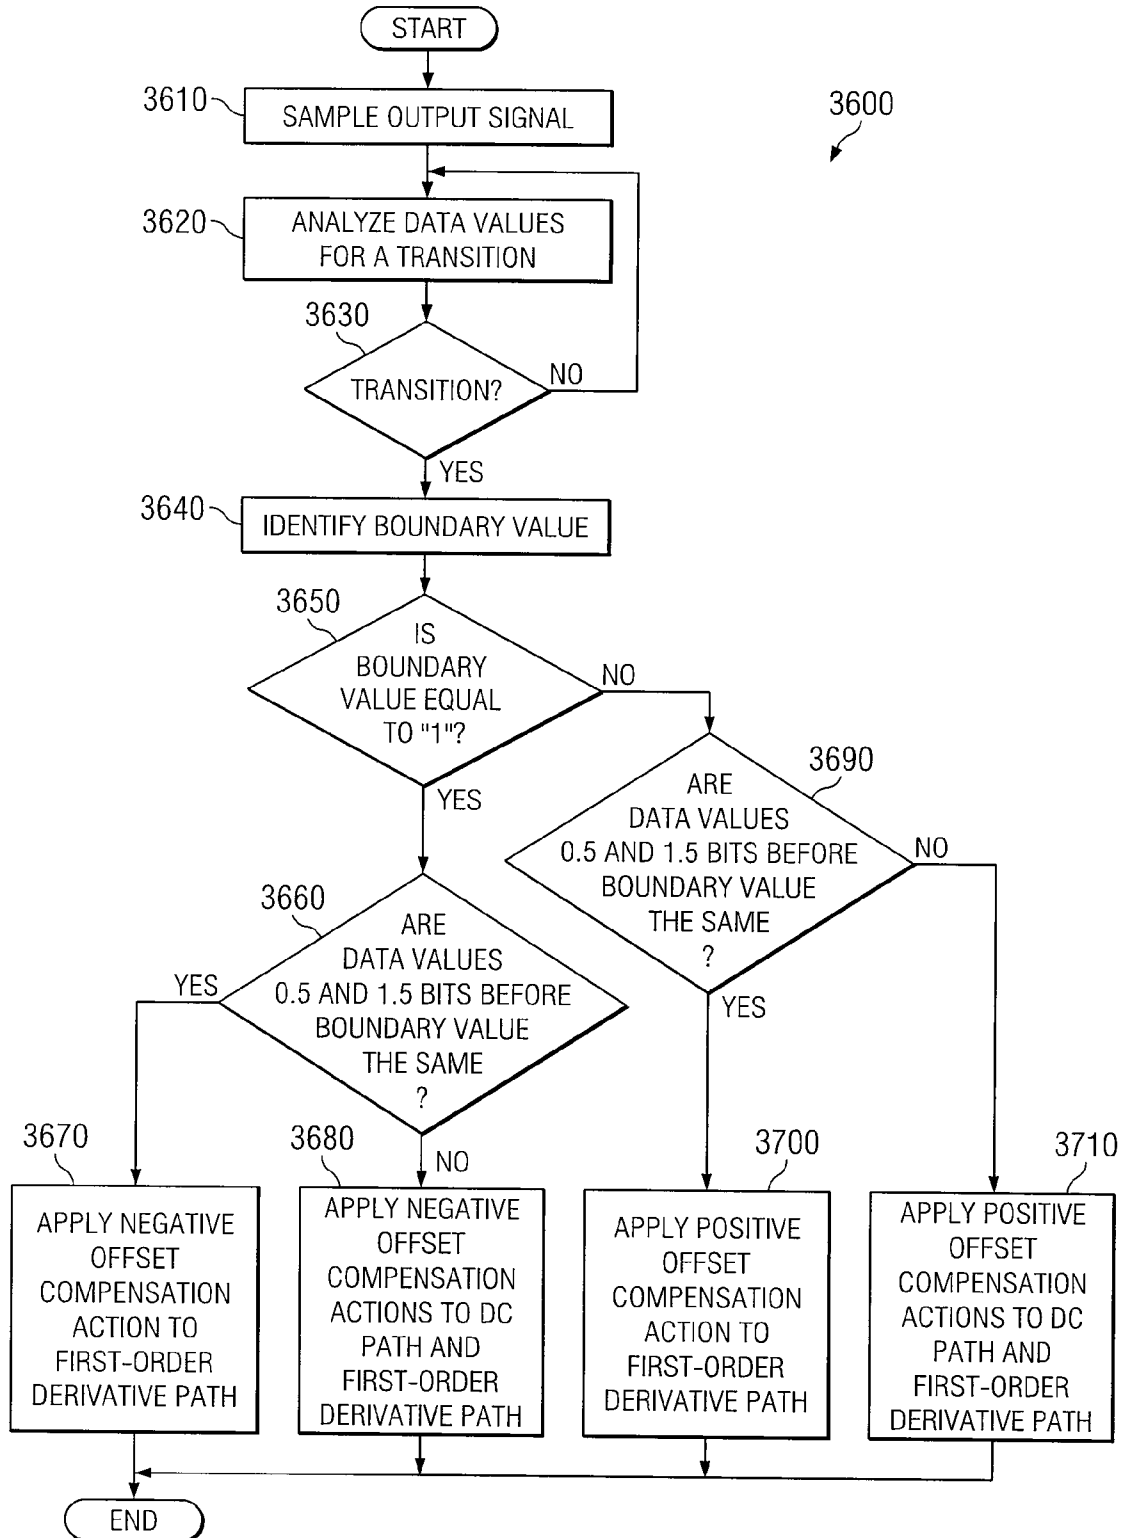 START
3610
SAMPLE OUTPUT SIGNAL
3600
3620
ANALYZE DATA VALUES
FOR A TRANSITION
3630
TRANSITION?
NO
YES
3640
IDENTIFY BOUNDARY VALUE
3650
IS
BOUNDARY
VALUE EQUAL
TO "1"?
NO
YES
3690
ARE
DATA VALUES
0.5 AND 1.5 BITS BEFORE
BOUNDARY VALUE
THE SAME
?
NO
YES
3660
ARE
DATA VALUES
0.5 AND 1.5 BITS BEFORE
BOUNDARY VALUE
THE SAME
?
YES
NO
3670
APPLY NEGATIVE
OFFSET
COMPENSATION
ACTION TO
FIRST-ORDER
DERIVATIVE PATH
3680
APPLY NEGATIVE
OFFSET
COMPENSATION
ACTIONS TO DC
PATH AND
FIRST-ORDER
DERIVATIVE PATH
3700
APPLY POSITIVE
OFFSET
COMPENSATION
ACTION TO
FIRST-ORDER
DERIVATIVE PATH
3710
APPLY POSITIVE
OFFSET
COMPENSATION
ACTIONS TO DC
PATH AND
FIRST-ORDER
DERIVATIVE PATH
END